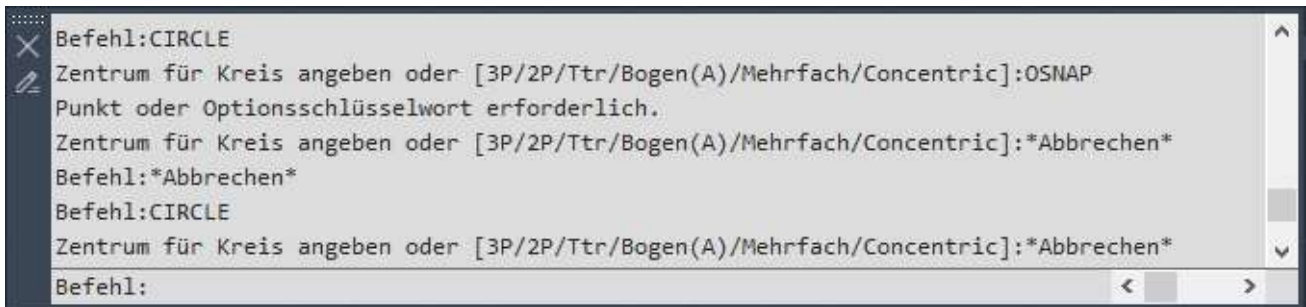 Befehl:CIRCLE
Zentrum für Kreis angeben oder [3P/2P/Ttr/Bogen(A)/Mehrfach/Concentric]:OSNAP
Punkt oder Optionsschlüsselwort erforderlich.
Zentrum für Kreis angeben oder [3P/2P/Ttr/Bogen(A)/Mehrfach/Concentric]:*Abbrechen*
Befehl:*Abbrechen*
Befehl:CIRCLE
Zentrum für Kreis angeben oder [3P/2P/Ttr/Bogen(A)/Mehrfach/Concentric]:*Abbrechen*
Befehl: